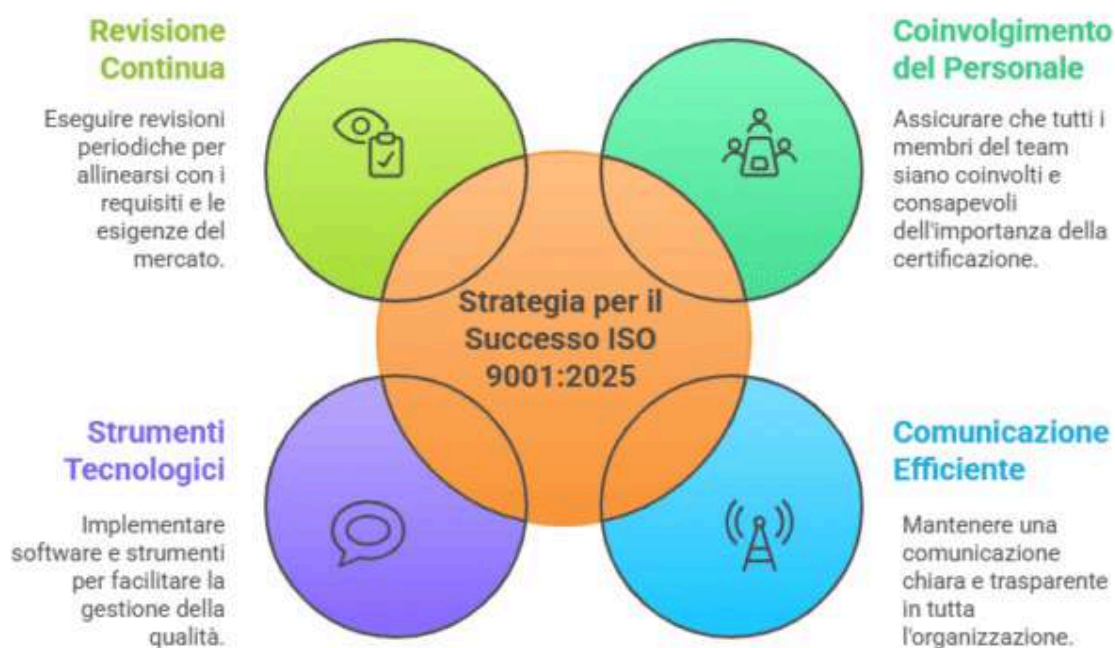 Revisione
Continua
Eseguire revisioni
periodiche per
allinearsi con i
requisiti e le
esigenze del
mercato.
Coinvolgimento
del Personale
Assicurare che tutti i
membri del team
siano coinvolti e
consapevoli
dell'importanza della
certificazione.
Strategia per il
Successo ISO
9001:2025
Strumenti
Tecnologici
Implementare
software e strumenti
per facilitare la
gestione della
qualità.
Comunicazione
Efficiente
Mantenere una
comunicazione
chiara e trasparente
in tutta
l'organizzazione.